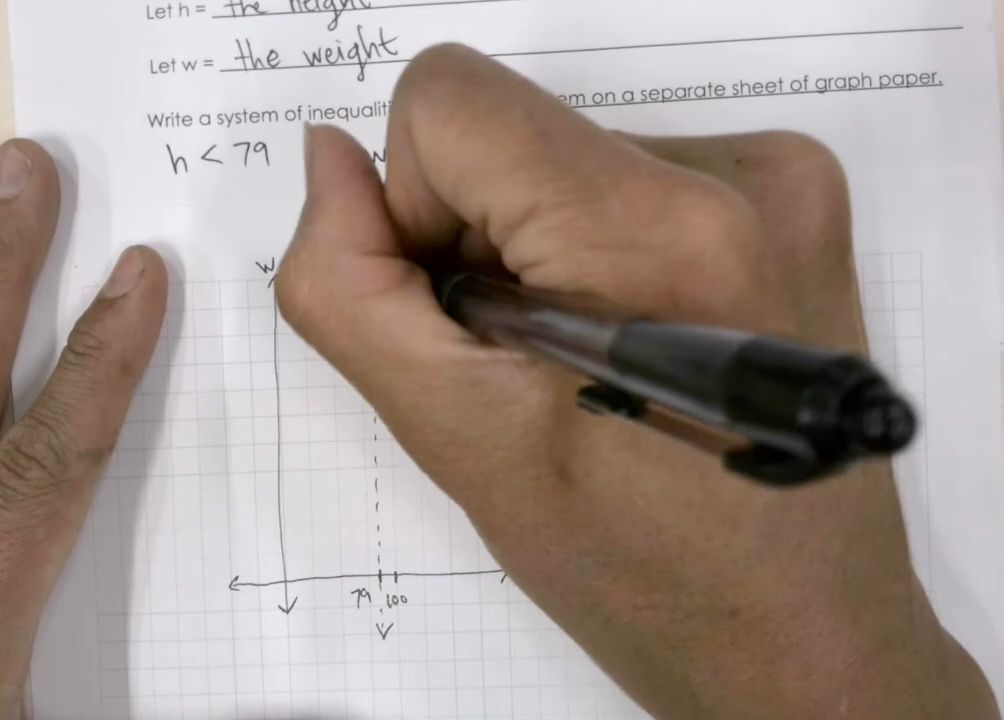 Let h = the height
Let w = the weight
Write a system of em on a separate sheet of graph paper.
h < 79
w
79 100